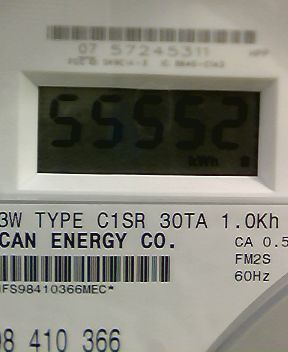 07 57245311
55552
kWh
3W TYPE C1SR 30TA 1.0Kh
CAN ENERGY CO.
CA 0.5
FM2S
60Hz
IFS98410366MEC*
98 410 366